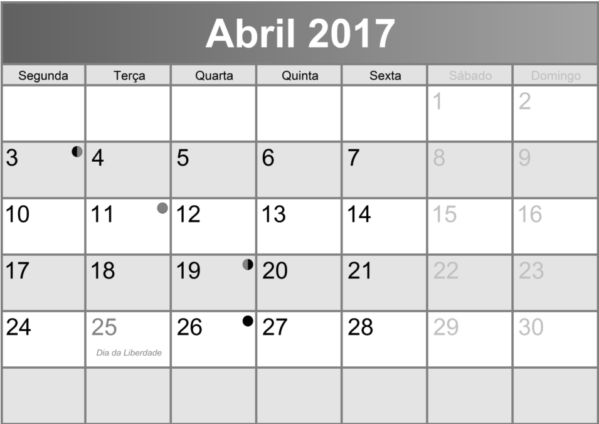 Abril 2017
Segunda Terça Quarta Quinta Sexta Sábado Domingo
1 2
3 4 5 6 7 8 9
10 11 12 13 14 15 16
17 18 19 20 21 22 23
24 25 26 27 28 29 30
Dia da Liberdade